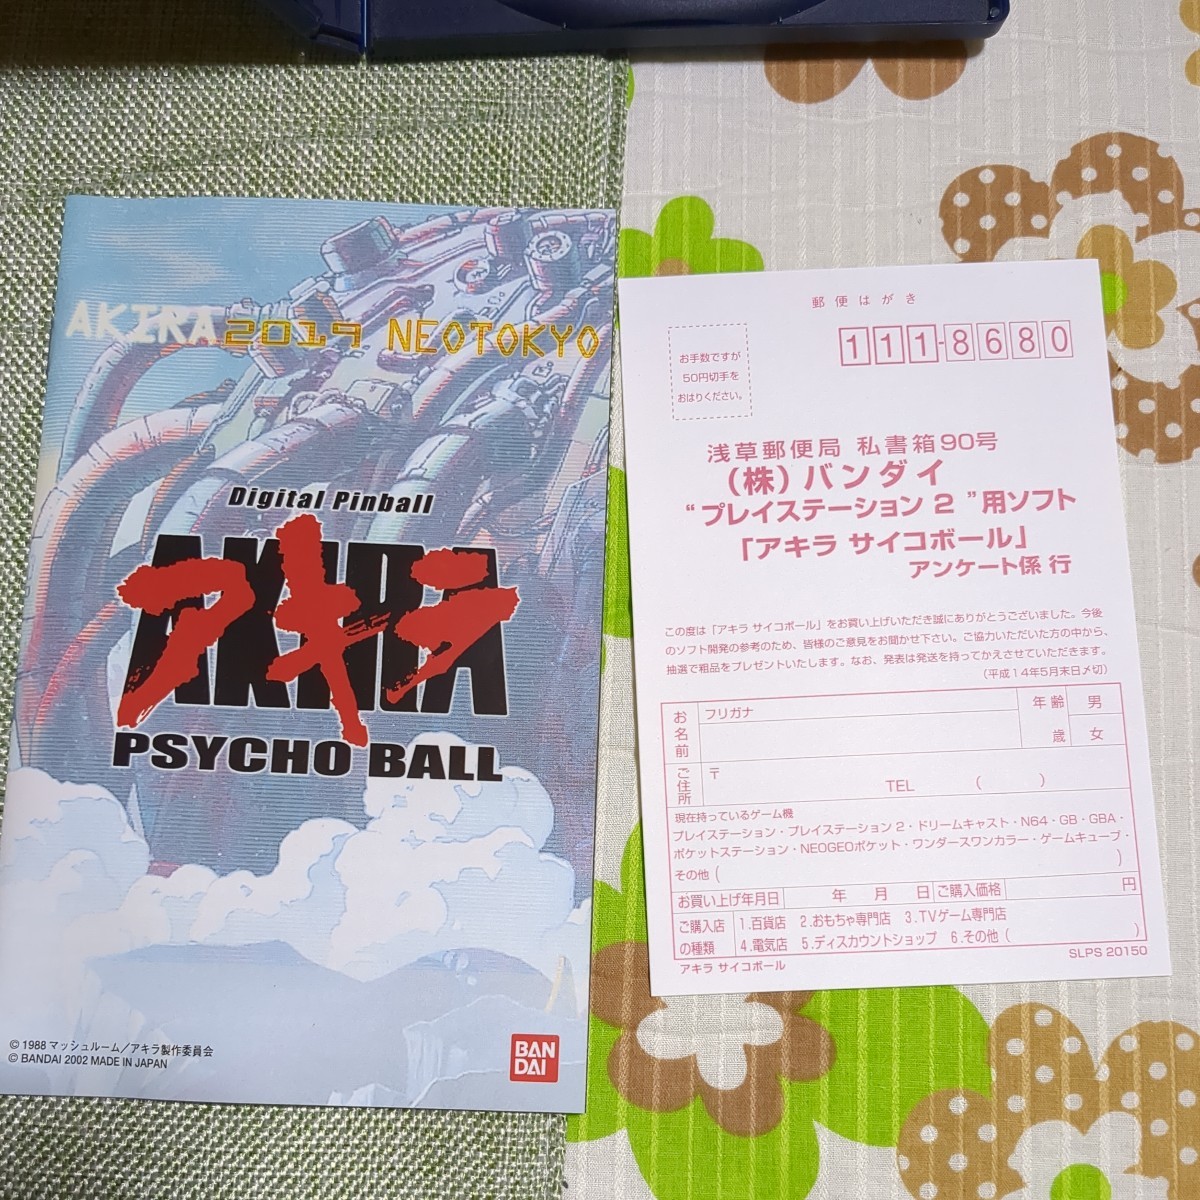 AKIRA 2019 NEOTOKYO
Digital Pinball
AKIRA
アキラ
PSYCHO BALL
© 1988 マッシュルーム／アキラ製作委員会
© BANDAI 2002 MADE IN JAPAN
BAN
DAI
郵便はがき
111-8680
お手数ですが
50円切手を
おはりください。
浅草郵便局 私書箱90号
(株)バンダイ
“プレイステーション 2 ”用ソフト
「アキラ サイコボール」
アンケート係 行
この度は「アキラ サイコボール」をお買い上げいただき誠にありがとうございました。今後
のソフト開発の参考のため、皆様のご意見をお聞かせ下さい。ご協力いただいた方の中から、
抽選で粗品をプレゼントいたします。なお、発表は発送を持ってかえさせていただきます。
(平成14年5月末日〆切)
お名前 フリガナ 年齢 男
歳 女
ご住所 〒
TEL ( )
現在持っているゲーム機
プレイステーション・プレイステーション2・ドリームキャスト・N64・GB・GBA・
ポケットステーション・NEOGEOポケット・ワンダースワンカラー・ゲームキューブ・
その他 ( )
お買い上げ年月日 年 月 日 ご購入価格 円
ご購入店 1.百貨店 2.おもちゃ専門店 3.TVゲーム専門店
の種類 4.電気店 5.ディスカウントショップ 6.その他 ( )
アキラ サイコボール SLPS 20150